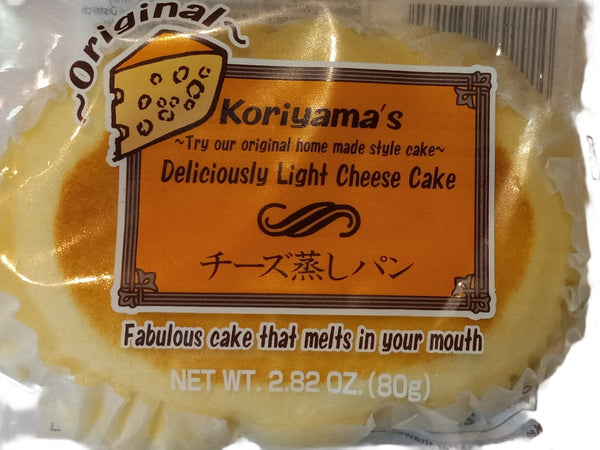 ~Original~
Koriyama's
~Try our original home made style cake~
Deliciously Light Cheese Cake
チーズ蒸しパン
Fabulous cake that melts in your mouth
NET WT. 2.82 OZ. (80g)